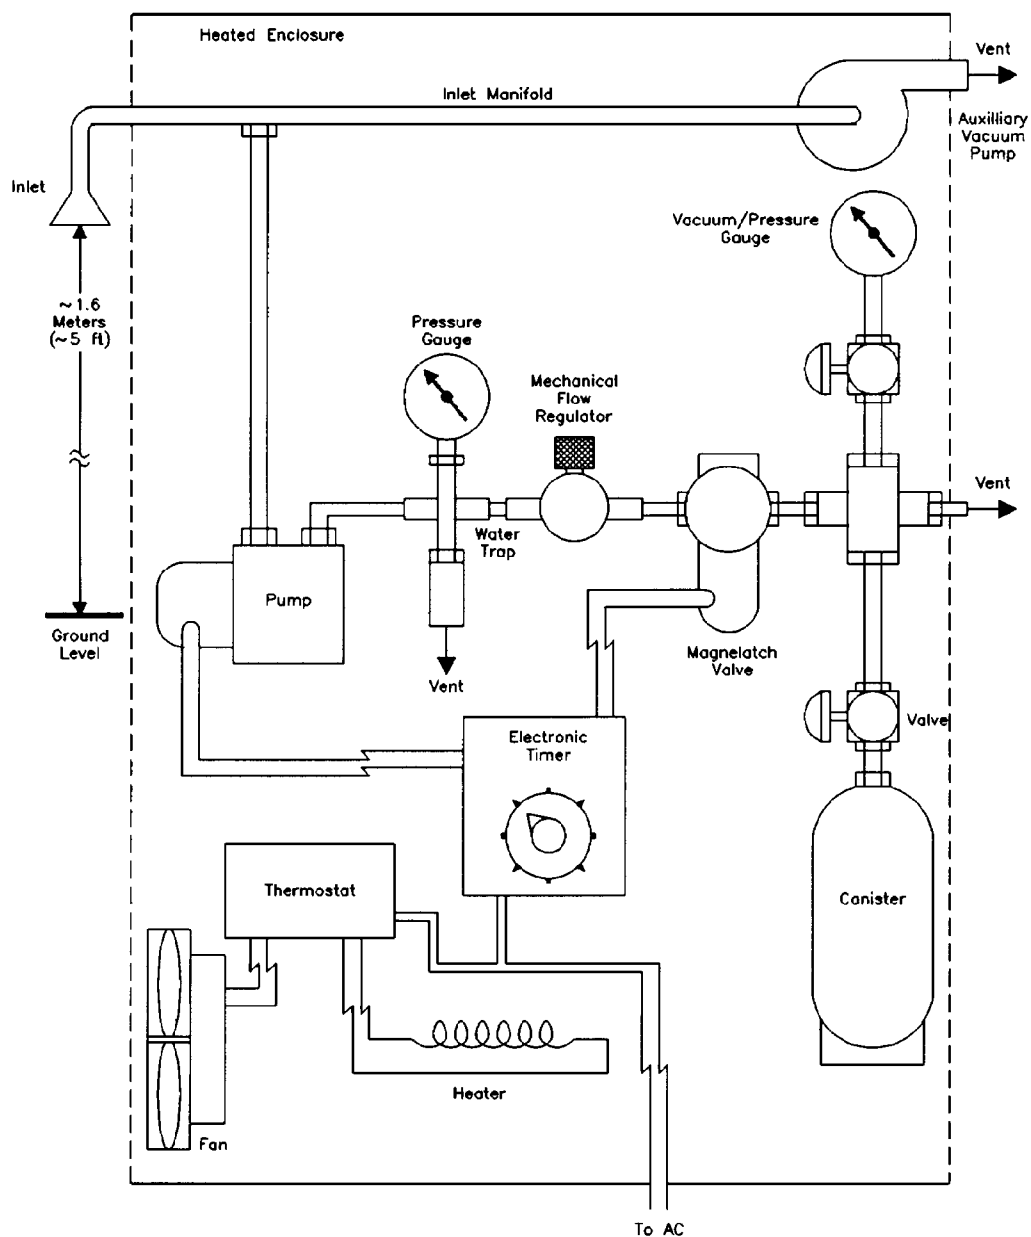 Heated Enclosure
Vent
Inlet Manifold
Auxilliary
Vacuum
Pump
Inlet
Vacuum/Pressure
Gauge
~1.6
Meters
(~5 ft)
Pressure
Gauge
Mechanical
Flow
Regulator
Vent
Water
Trap
Pump
Ground
Level
Magnelatch
Valve
Vent
Valve
Electronic
Timer
Thermostat
Canister
Heater
Fan
To AC